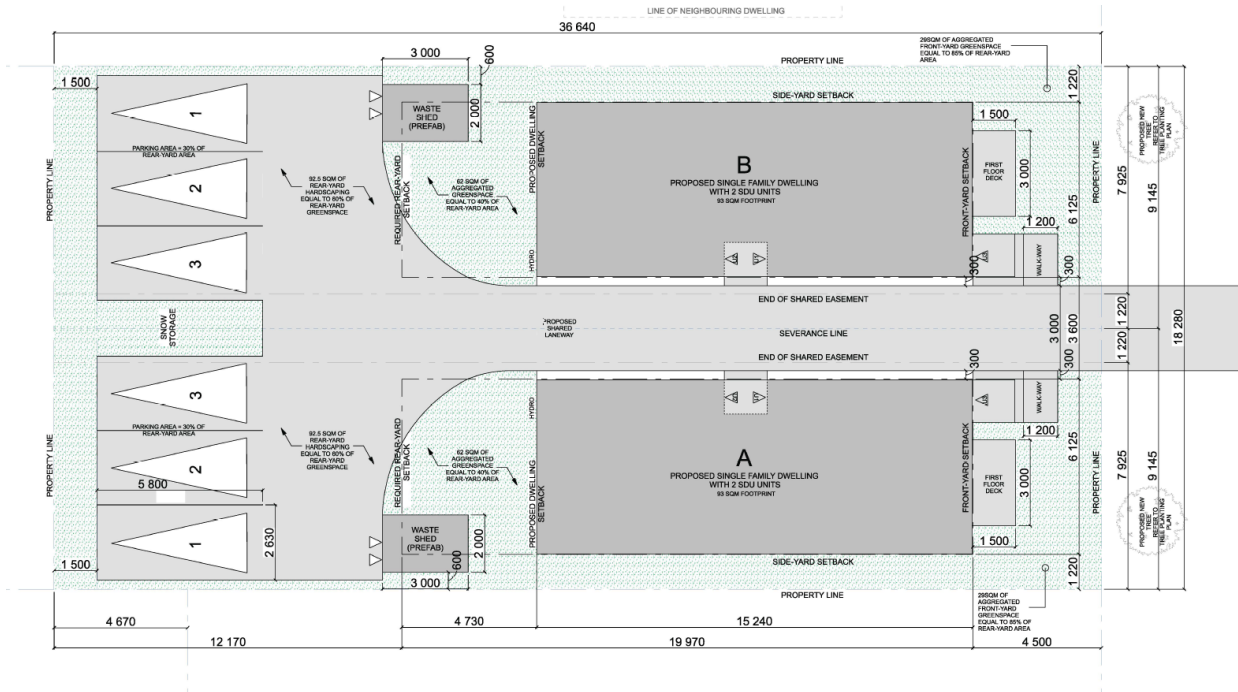 LINE OF NEIGHBOURING DWELLING
36 640
29SQM OF AGGREGATED
FRONT-YARD GREENSPACE
EQUAL TO 85% OF REAR-YARD
AREA
3 000
600
PROPERTY LINE
1 500
SIDE-YARD SETBACK
1 220
WASTE
SHED
(PREFAB)
2 000
1 500
1
PARKING AREA = 30% OF
REAR-YARD AREA
2
3
92.5 SQM OF
REAR-YARD
HARDSCAPING
EQUAL TO 60% OF
REAR-YARD
GREENSPACE
REQUIRED REAR-YARD
SETBACK
62 SQM OF
AGGREGATED
GREENSPACE
EQUAL TO 40% OF
REAR-YARD AREA
PROPOSED DWELLING
SETBACK
HYDRO
B
PROPOSED SINGLE FAMILY DWELLING
WITH 2 SDU UNITS
93 SQM FOOTPRINT
FRONT-YARD SETBACK
FIRST
FLOOR
DECK
3 000
1 200
WALK-WAY
6 125
PROPERTY LINE
PROPERTY LINE
7 925
9 145
PROPOSED NEW
TREE
REFER TO
TREE PLANTING
PLAN
300
300
END OF SHARED EASEMENT
SNOW
STORAGE
PROPOSED
SHARED
LANEWAY
SEVERANCE LINE
END OF SHARED EASEMENT
3 000
3 600
1 220
1 220
18 280
300
300
3
PARKING AREA = 30% OF
REAR-YARD AREA
2
5 800
1
2 630
92.5 SQM OF
REAR-YARD
HARDSCAPING
EQUAL TO 60% OF
REAR-YARD
GREENSPACE
REQUIRED REAR-YARD
SETBACK
62 SQM OF
AGGREGATED
GREENSPACE
EQUAL TO 40% OF
REAR-YARD AREA
HYDRO
PROPOSED DWELLING
SETBACK
A
PROPOSED SINGLE FAMILY DWELLING
WITH 2 SDU UNITS
93 SQM FOOTPRINT
FRONT-YARD SETBACK
WALK-WAY
1 200
FIRST
FLOOR
DECK
3 000
1 500
6 125
PROPERTY LINE
PROPERTY LINE
7 925
9 145
PROPOSED NEW
TREE
REFER TO
TREE PLANTING
PLAN
WASTE
SHED
(PREFAB)
2 000
600
3 000
1 500
SIDE-YARD SETBACK
1 220
PROPERTY LINE
29SQM OF
AGGREGATED
FRONT-YARD
GREENSPACE
EQUAL TO 85% OF
REAR-YARD AREA
4 670
4 730
15 240
12 170
19 970
4 500